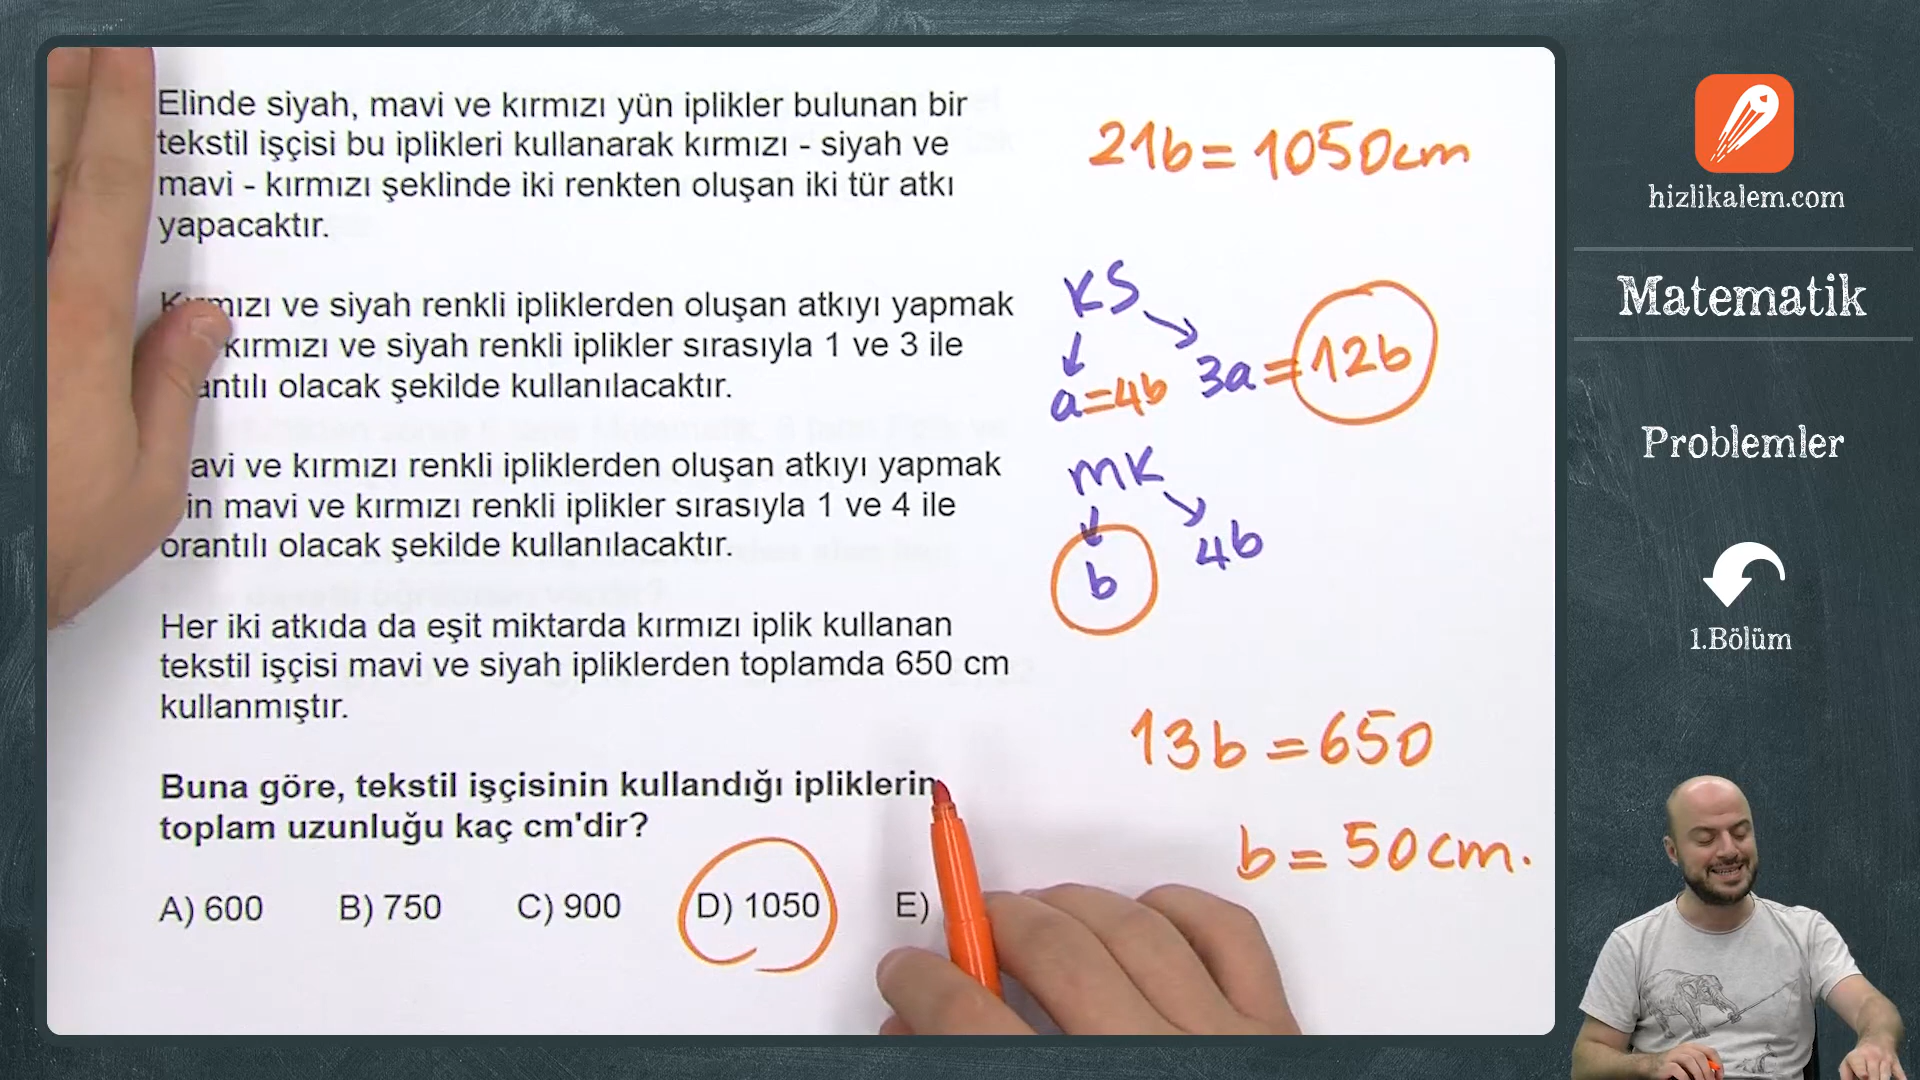 Elinde siyah, mavi ve kırmızı yün iplikler bulunan bir
tekstil işçisi bu iplikleri kullanarak kırmızı - siyah ve
mavi - kırmızı şeklinde iki renkten oluşan iki tür atkı
yapacaktır.
Kırmızı ve siyah renkli ipliklerden oluşan atkıyı yapmak
kırmızı ve siyah renkli iplikler sırasıyla 1 ve 3 ile
antılı olacak şekilde kullanılacaktır.
avi ve kırmızı renkli ipliklerden oluşan atkıyı yapmak
in mavi ve kırmızı renkli iplikler sırasıyla 1 ve 4 ile
orantılı olacak şekilde kullanılacaktır.
Her iki atkıda da eşit miktarda kırmızı iplik kullanan
tekstil işçisi mavi ve siyah ipliklerden toplamda 650 cm
kullanmıştır.
Buna göre, tekstil işçisinin kullandığı ipliklerin
toplam uzunluğu kaç cm'dir?
A) 600 B) 750 C) 900 D) 1050 E)
21b = 1050cm
KS
a=4b 3a=12b
mK
b 4b
13b = 650
b = 50cm.
hizlikalem.com
Matematik
Problemler
1.Bölüm